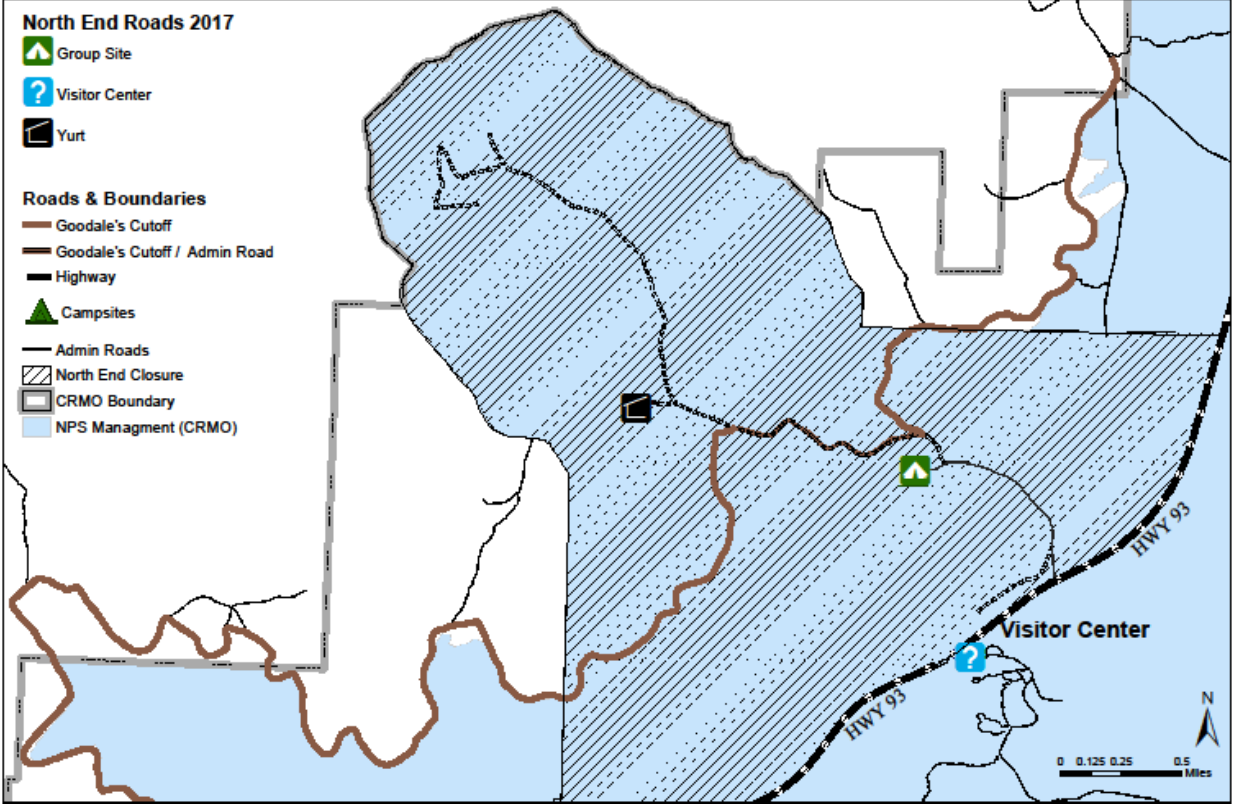 North End Roads 2017
Group Site
? Visitor Center
Yurt
Roads & Boundaries
Goodale's Cutoff
Goodale's Cutoff / Admin Road
Highway
Campsites
Admin Roads
North End Closure
CRMO Boundary
NPS Managment (CRMO)
HWY 93
Visitor Center
?
HWY 93
N
0 0.125 0.25 0.5
Miles